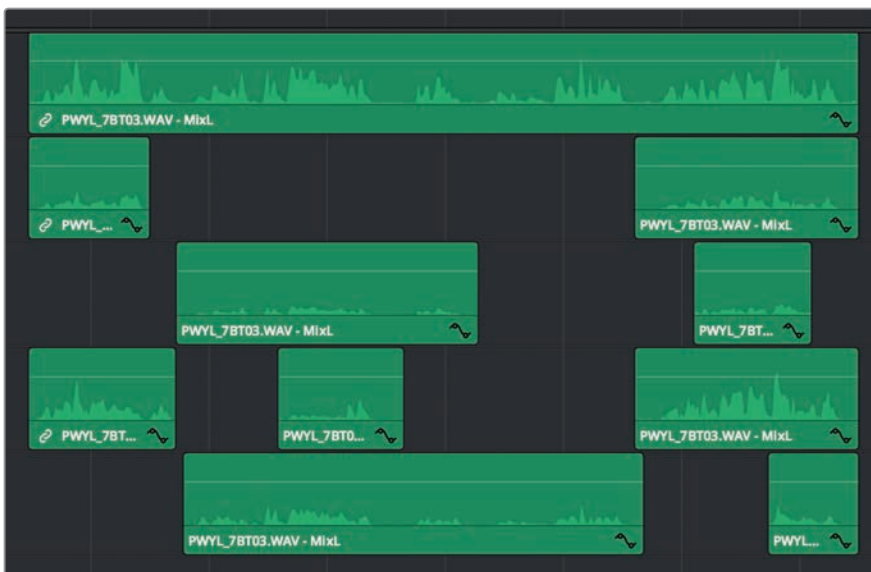 PWYL_7BT03.WAV - MixL
PWYL_...
PWYL_7BT03.WAV - MixL
PWYL_7BT03.WAV - MixL
PWYL_7BT...
PWYL_7BT...
PWYL_7BT0...
PWYL_7BT03.WAV - MixL
PWYL_7BT03.WAV - MixL
PWYL...